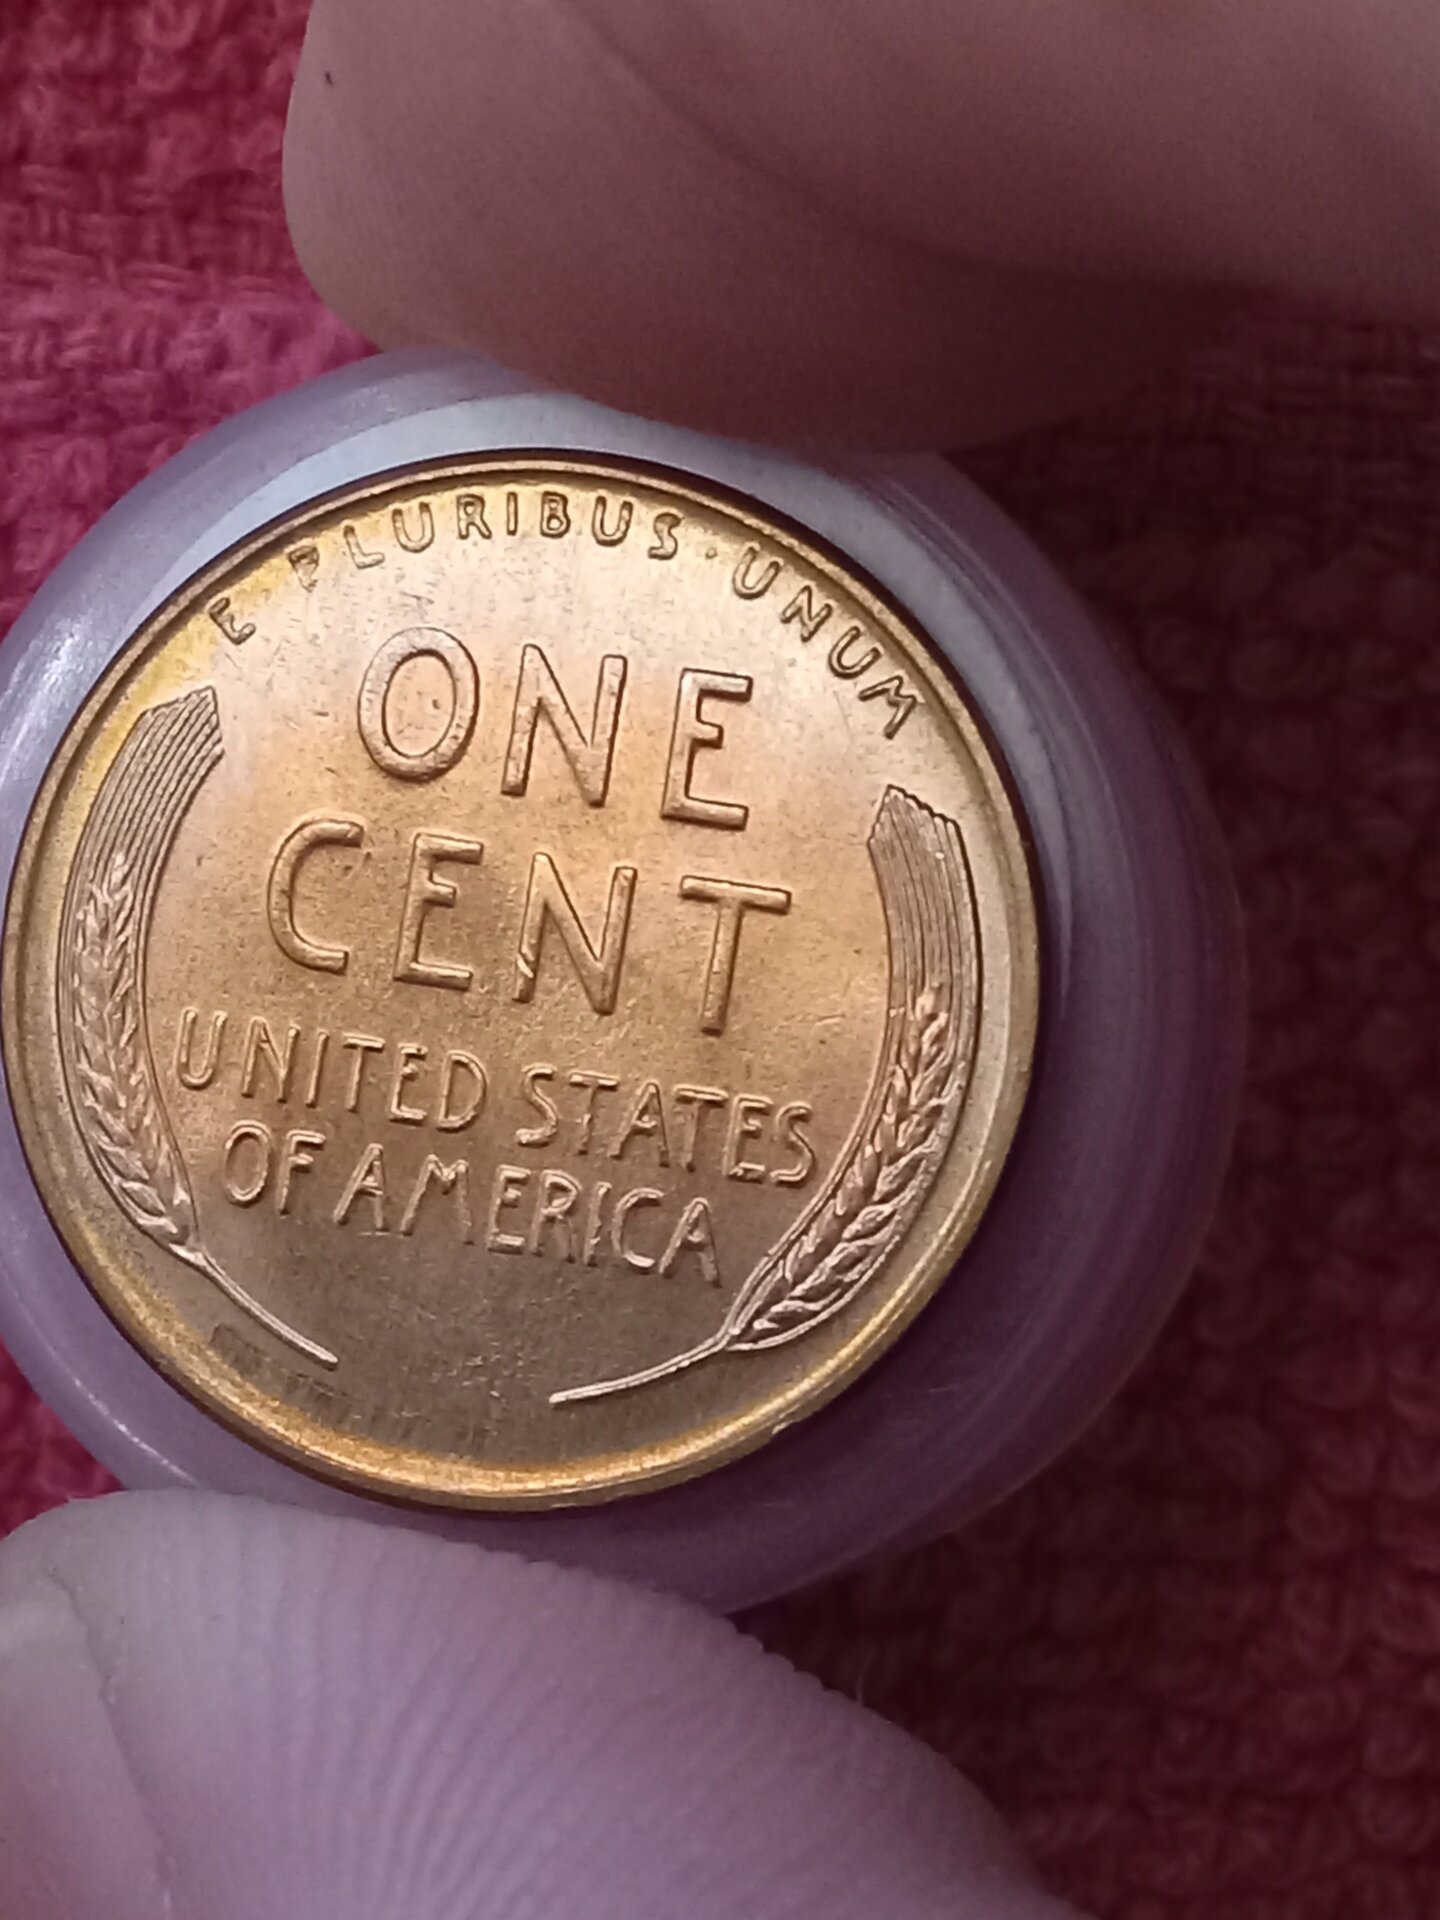 E PLURIBUS · UNUM
ONE
CENT
UNITED STATES
OF AMERICA